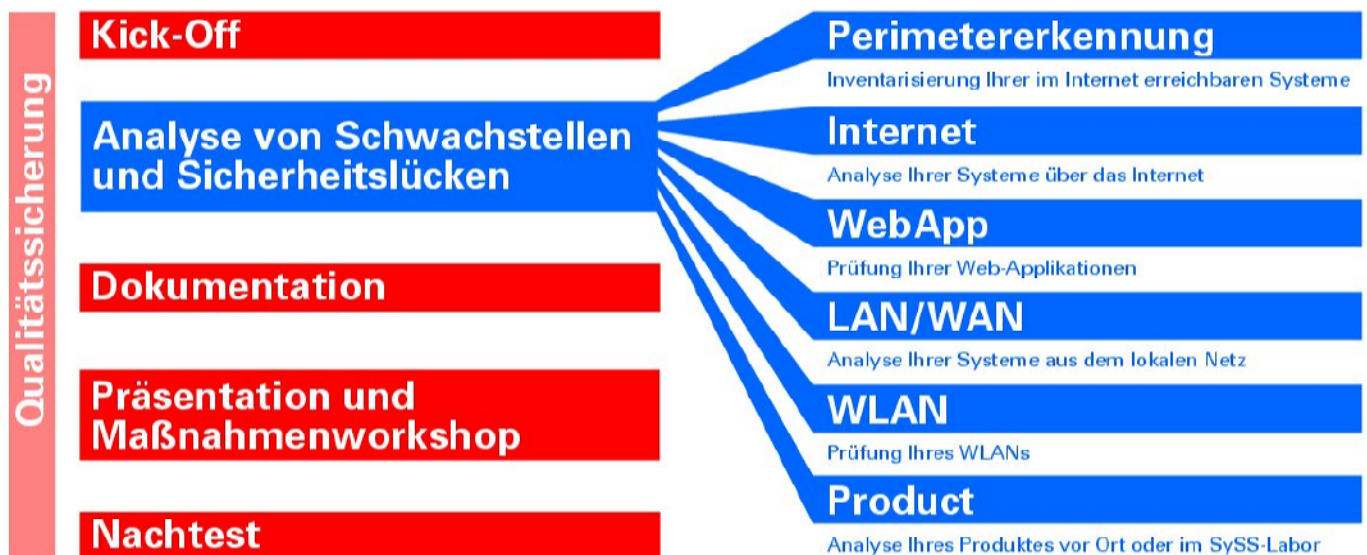 Qualitätssicherung
Kick-Off
Analyse von Schwachstellen
und Sicherheitslücken
Dokumentation
Präsentation und
Maßnahmenworkshop
Nachtest
Perimetererkennung
Inventarisierung Ihrer im Internet erreichbaren Systeme
Internet
Analyse Ihrer Systeme über das Internet
WebApp
Prüfung Ihrer Web-Applikationen
LAN/WAN
Analyse Ihrer Systeme aus dem lokalen Netz
WLAN
Prüfung Ihres WLANs
Product
Analyse Ihres Produktes vor Ort oder im SySS-Labor